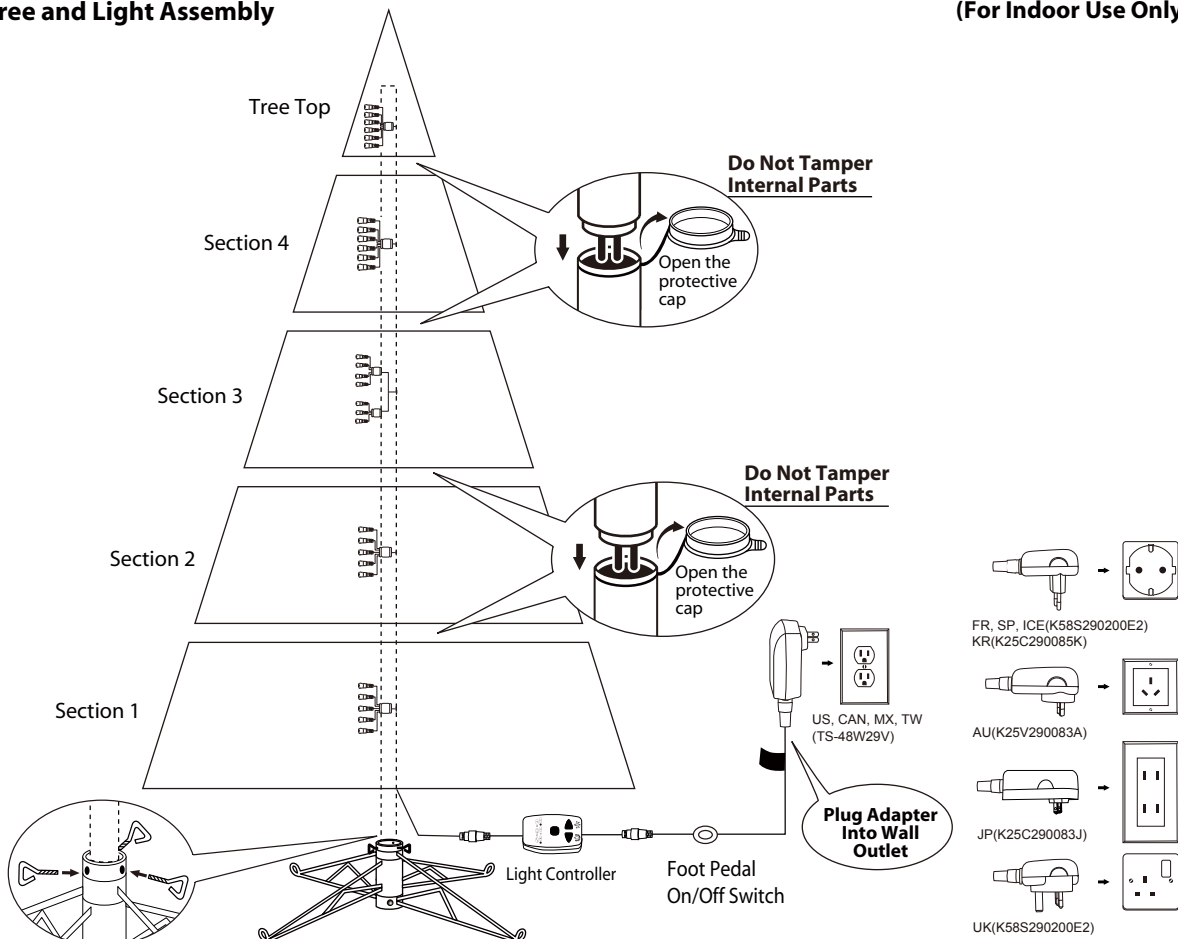 ree and Light Assembly
(For Indoor Use Only
Tree Top
Do Not Tamper
Internal Parts
Section 4
Open the
protective
cap
Section 3
Do Not Tamper
Internal Parts
Section 2
Open the
protective
cap
FR, SP, ICE(K58S290200E2)
KR(K25C290085K)
Section 1
US, CAN, MX, TW
(TS-48W29V)
AU(K25V290083A)
Plug Adapter
Into Wall
Outlet
JP(K25C290083J)
Light Controller
Foot Pedal
On/Off Switch
UK(K58S290200E2)